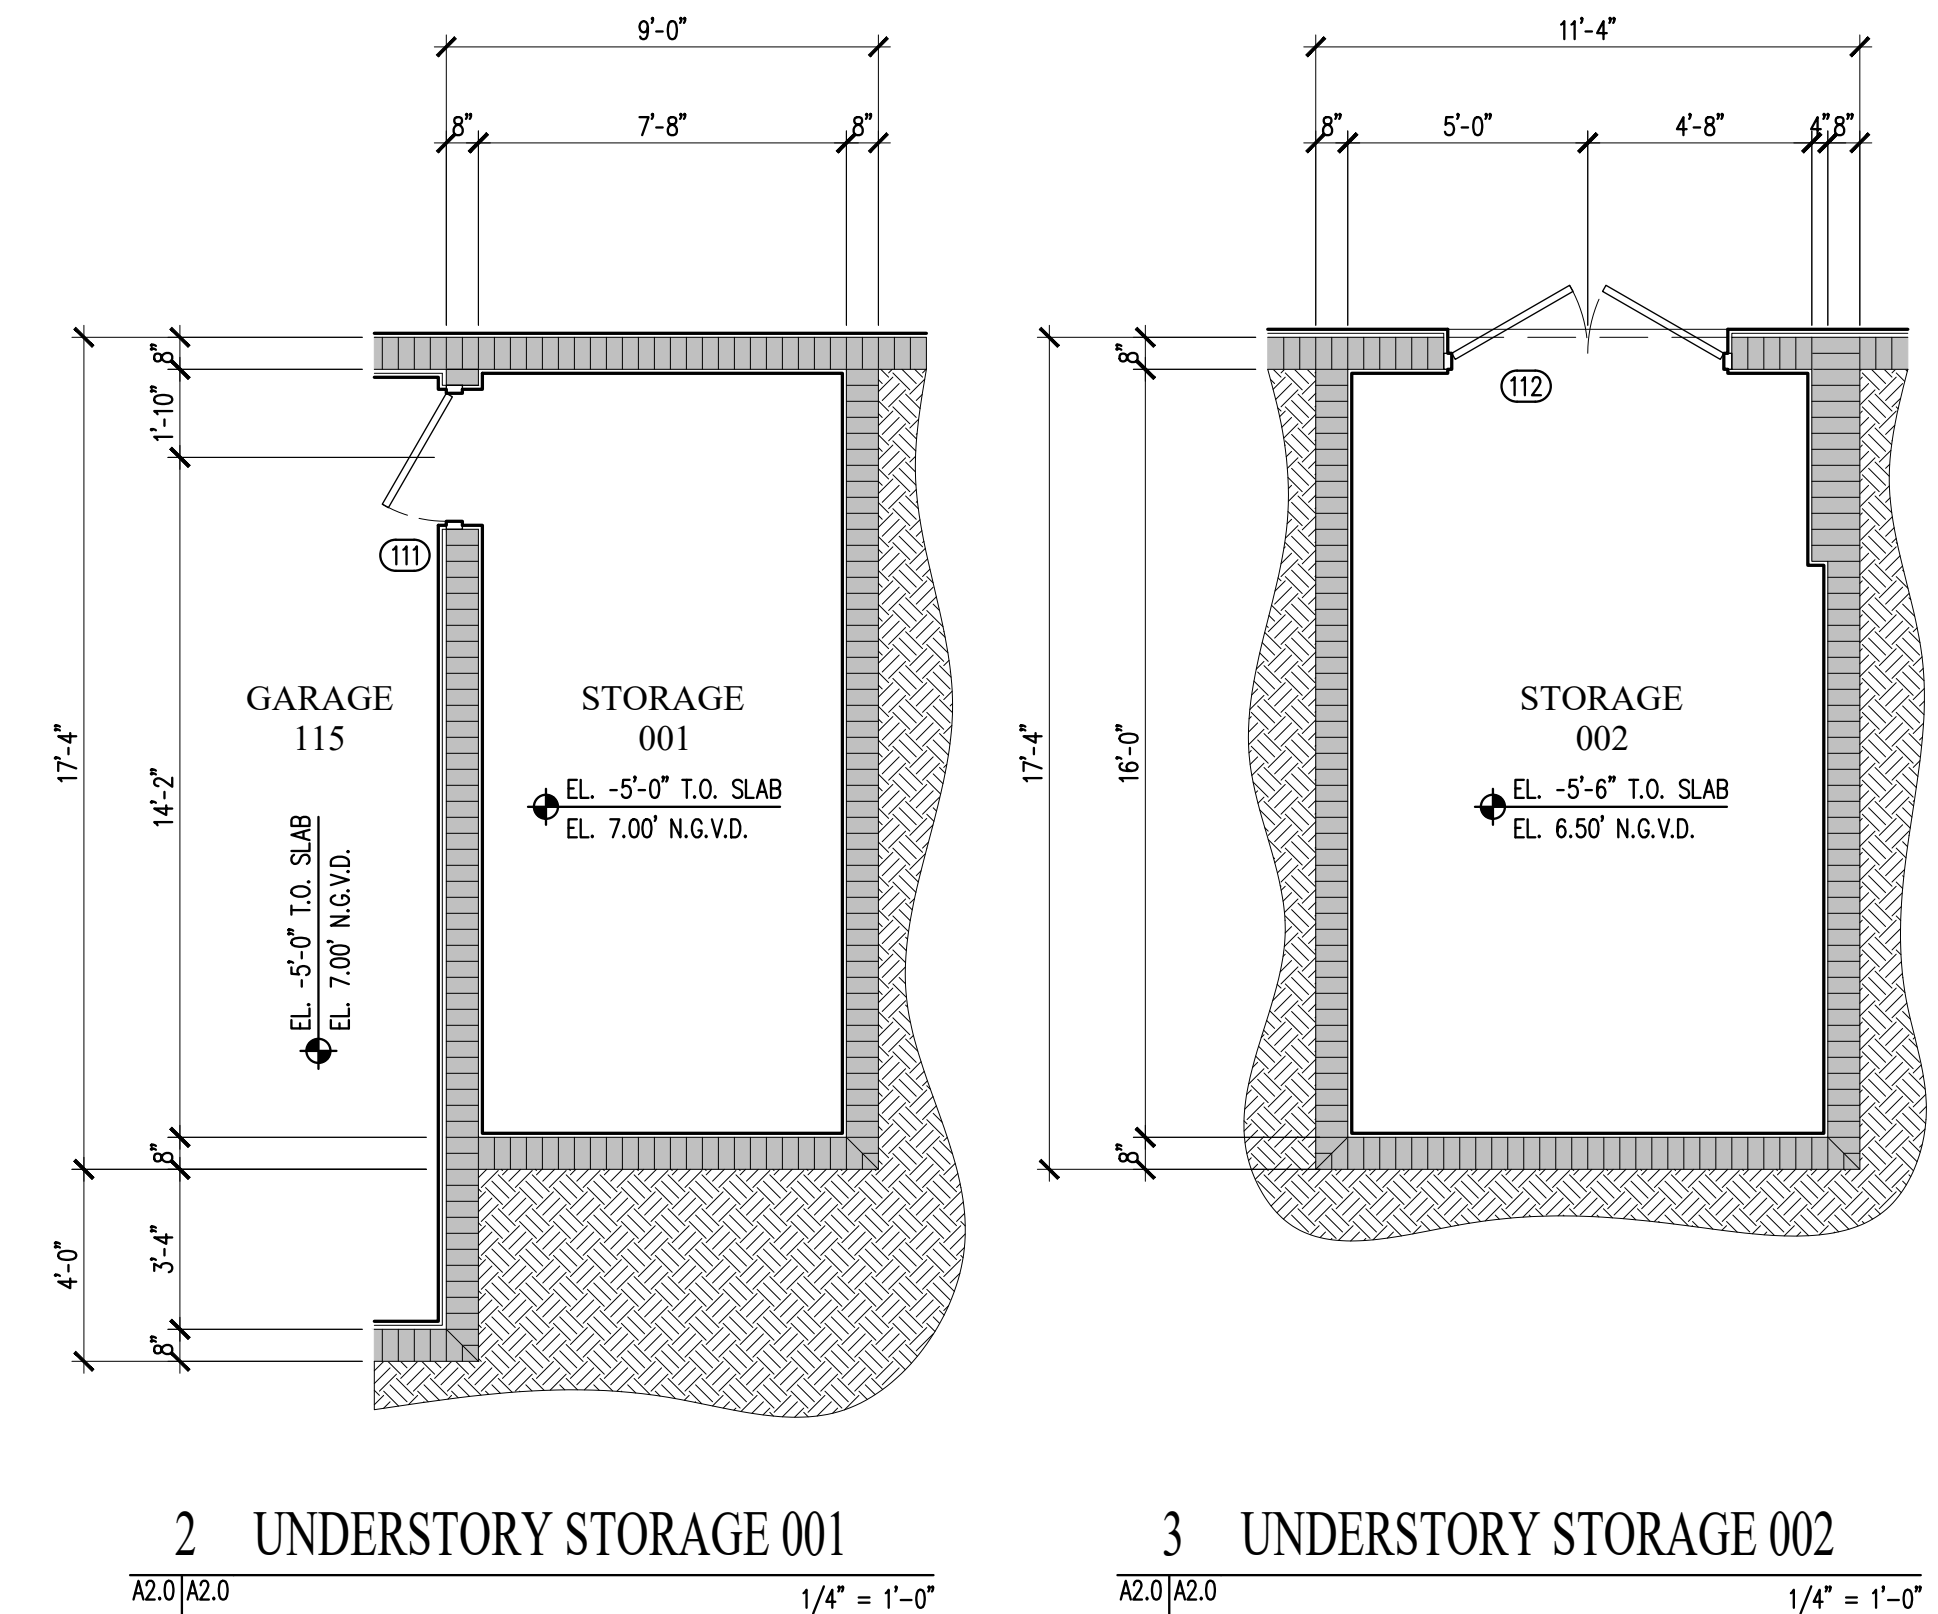 9'-0"
8"
7'-8"
8"
8"
1'-10"
17'-4"
14'-2"
8"
4'-0"
3'-4"
8"
111
GARAGE
115
EL. -5'-0" T.O. SLAB
EL. 7.00' N.G.V.D.
STORAGE
001
EL. -5'-0" T.O. SLAB
EL. 7.00' N.G.V.D.
2 UNDERSTORY STORAGE 001
A2.0 A2.0
1/4" = 1'-0"
11'-4"
8"
5'-0"
4'-8"
4"
8"
8"
17'-4"
16'-0"
8"
112
STORAGE
002
EL. -5'-6" T.O. SLAB
EL. 6.50' N.G.V.D.
3 UNDERSTORY STORAGE 002
A2.0 A2.0
1/4" = 1'-0"